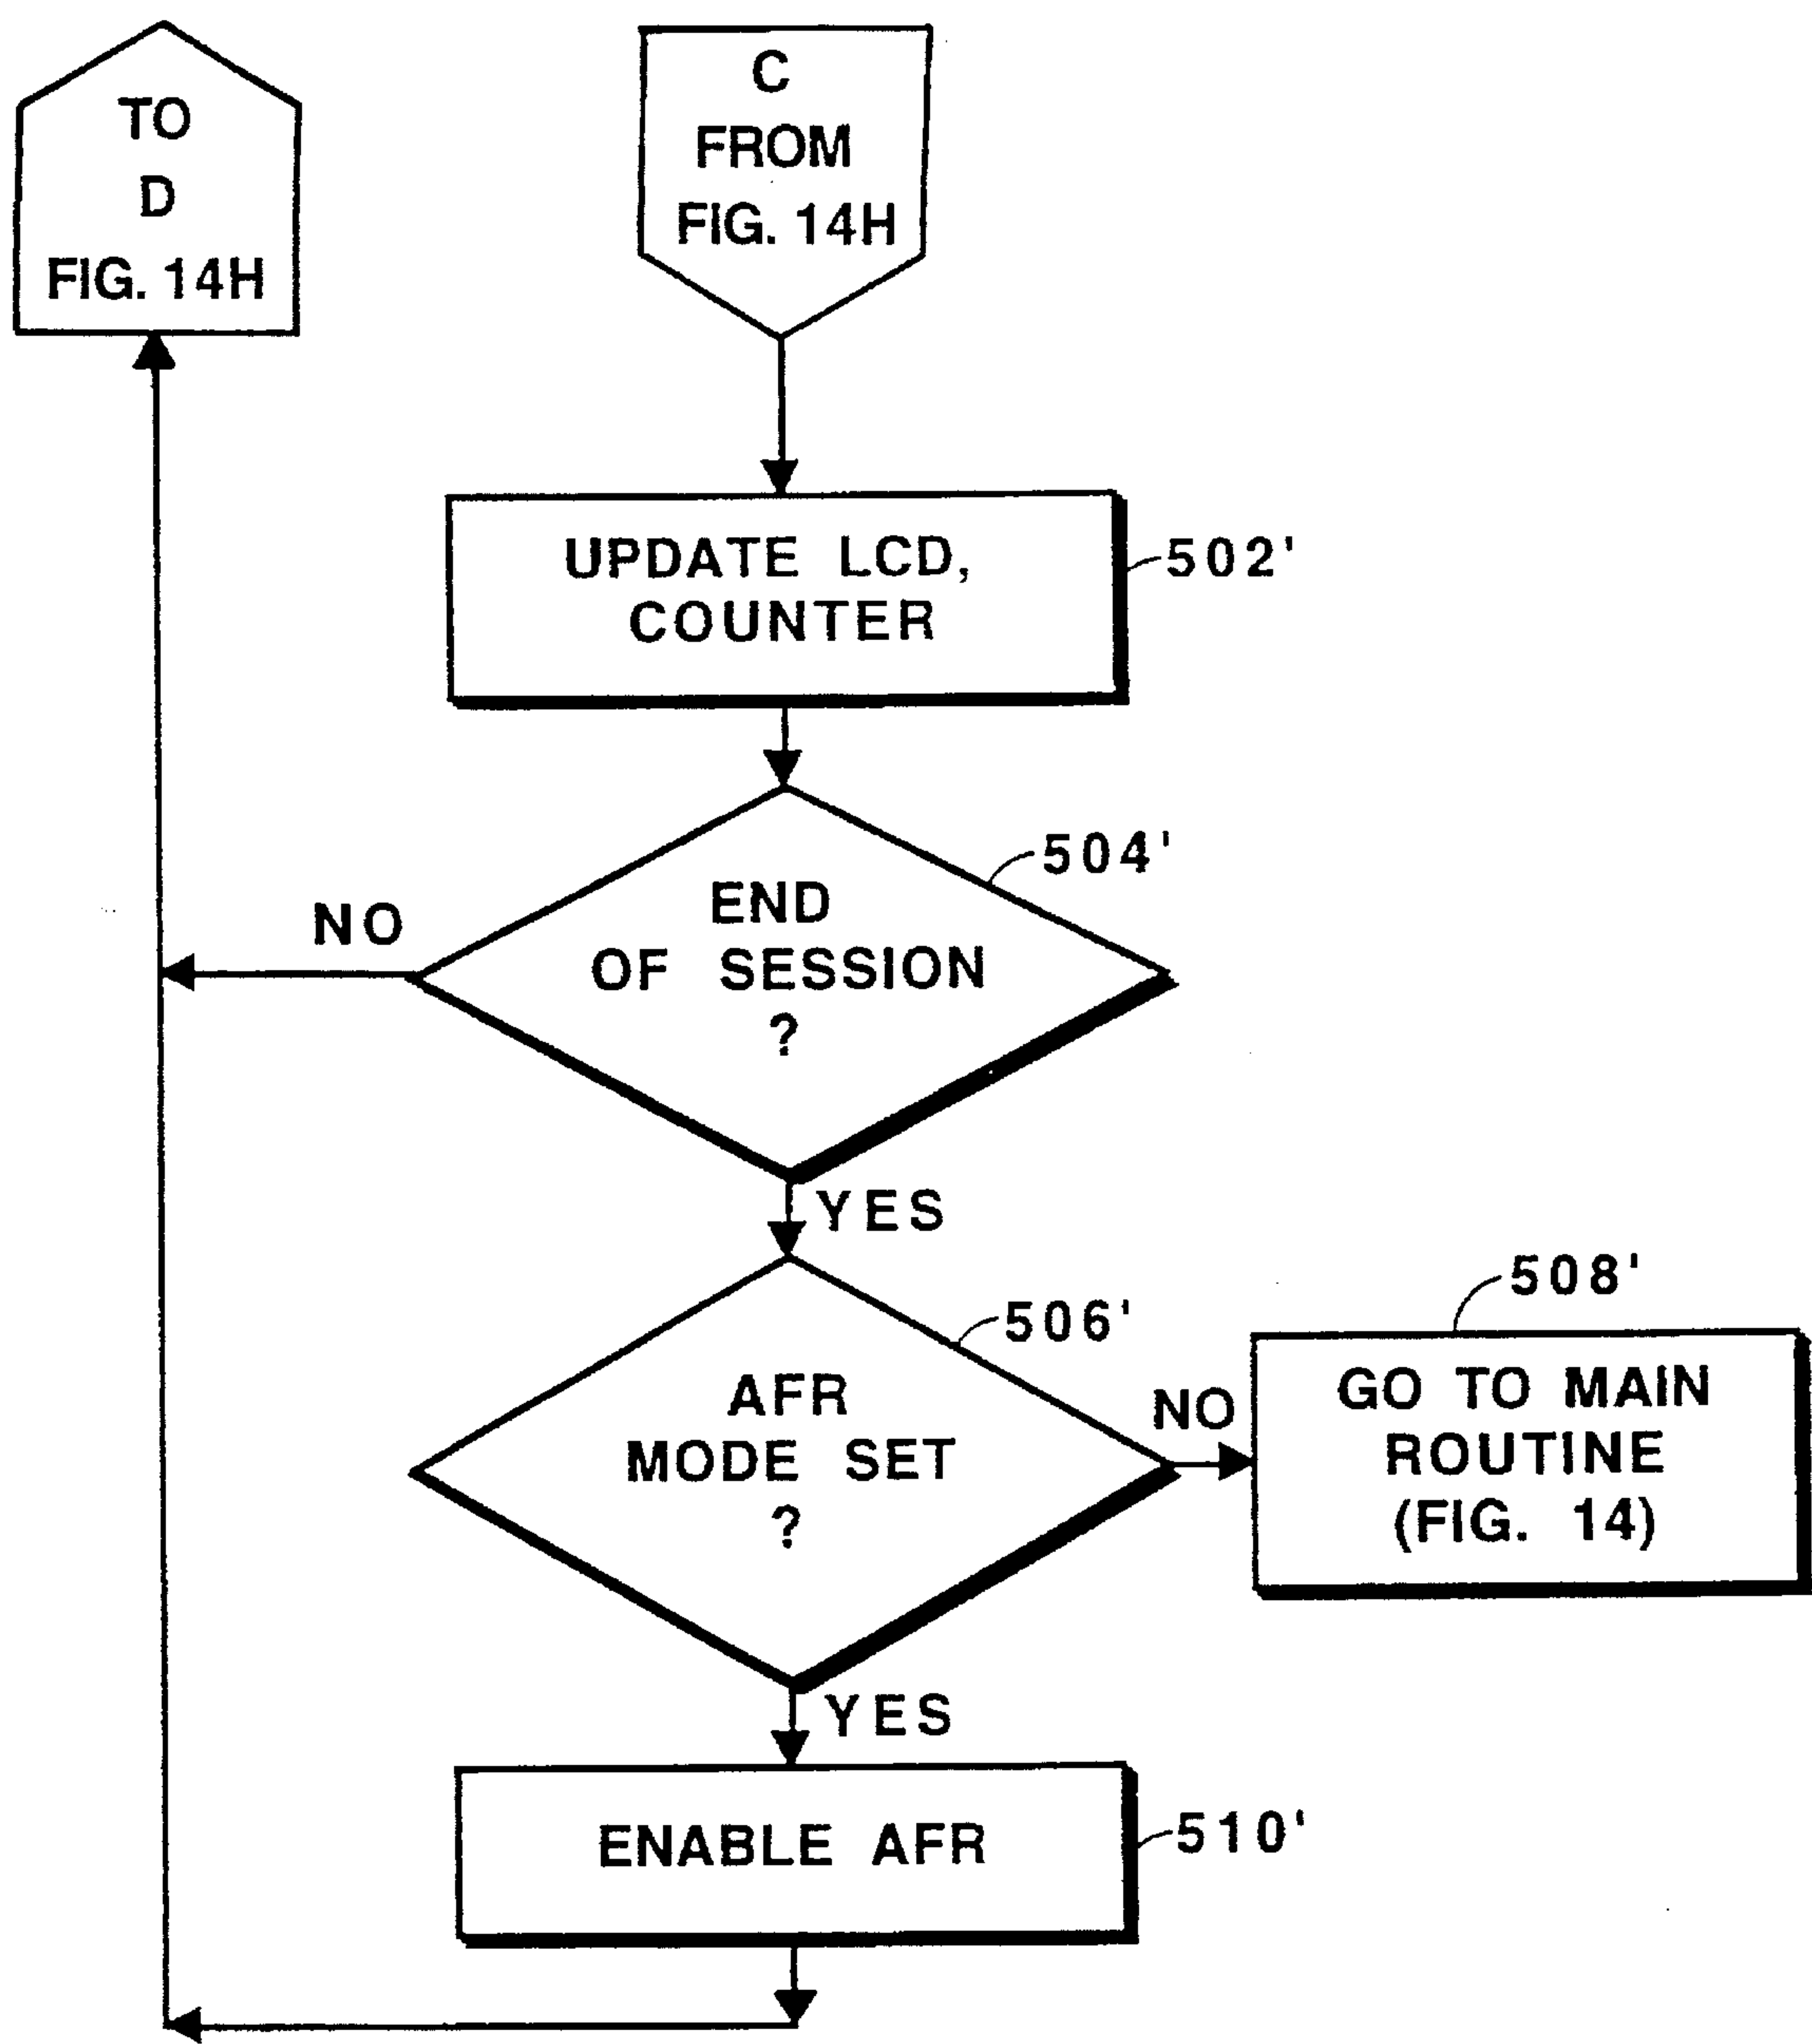 TO
D
FIG. 14H
C
FROM
FIG. 14H
UPDATE LCD,
COUNTER
502'
504'
END
OF SESSION
?
NO
YES
506'
AFR
MODE SET
?
NO
508'
GO TO MAIN
ROUTINE
(FIG. 14)
YES
ENABLE AFR
510'